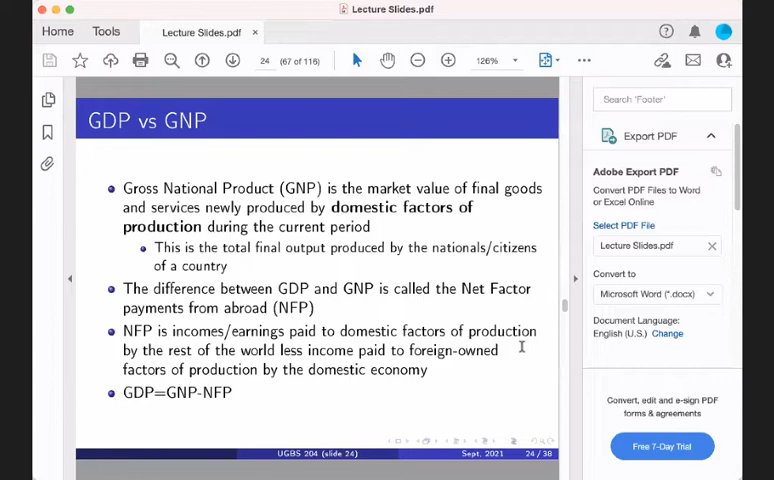 Lecture Slides.pdf
Home
Tools
Lecture Slides.pdf ×
24 (67 of 116)
126%
GDP vs GNP
Gross National Product (GNP) is the market value of final goods
and services newly produced by domestic factors of
production during the current period
This is the total final output produced by the nationals/citizens
of a country
The difference between GDP and GNP is called the Net Factor
payments from abroad (NFP)
NFP is incomes/earnings paid to domestic factors of production
by the rest of the world less income paid to foreign-owned
factors of production by the domestic economy
GDP=GNP-NFP
UGBS 204 (slide 24)
Sept, 2021
24 / 38
Search 'Footer'
Export PDF
Adobe Export PDF
Convert PDF Files to Word
or Excel Online
Select PDF File
Lecture Slides.pdf
Convert to
Microsoft Word (*.docx)
Document Language:
English (U.S.) Change
Convert, edit and e-sign PDF
forms & agreements
Free 7-Day Trial